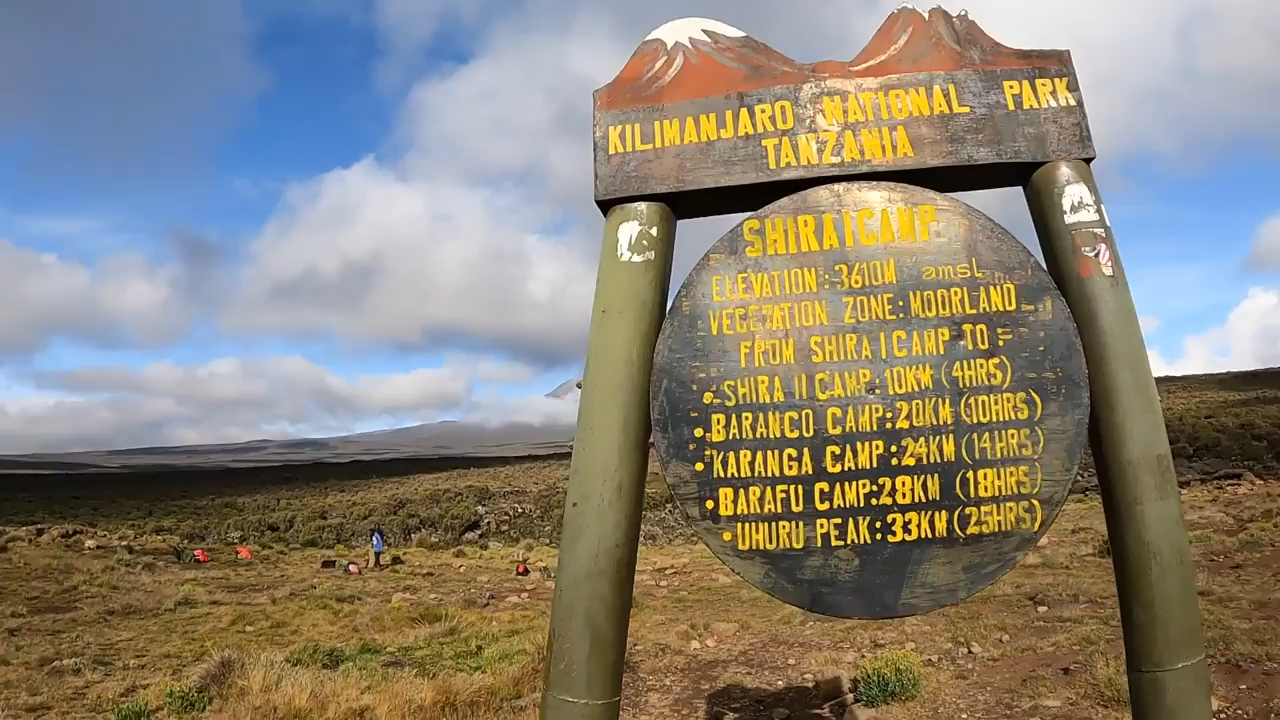 KILIMANJARO NATIONAL PARK
TANZANIA
SHIRA I CAMP
ELEVATION: 3610M amsl
VEGETATION ZONE: MOORLAND
FROM SHIRA I CAMP TO :-
• SHIRA II CAMP: 10KM (4HRS)
• BARANCO CAMP: 20KM (10HRS)
• KARANGA CAMP: 24KM (14HRS)
• BARAFU CAMP: 28KM (18HRS)
• UHURU PEAK: 33KM (25HRS)